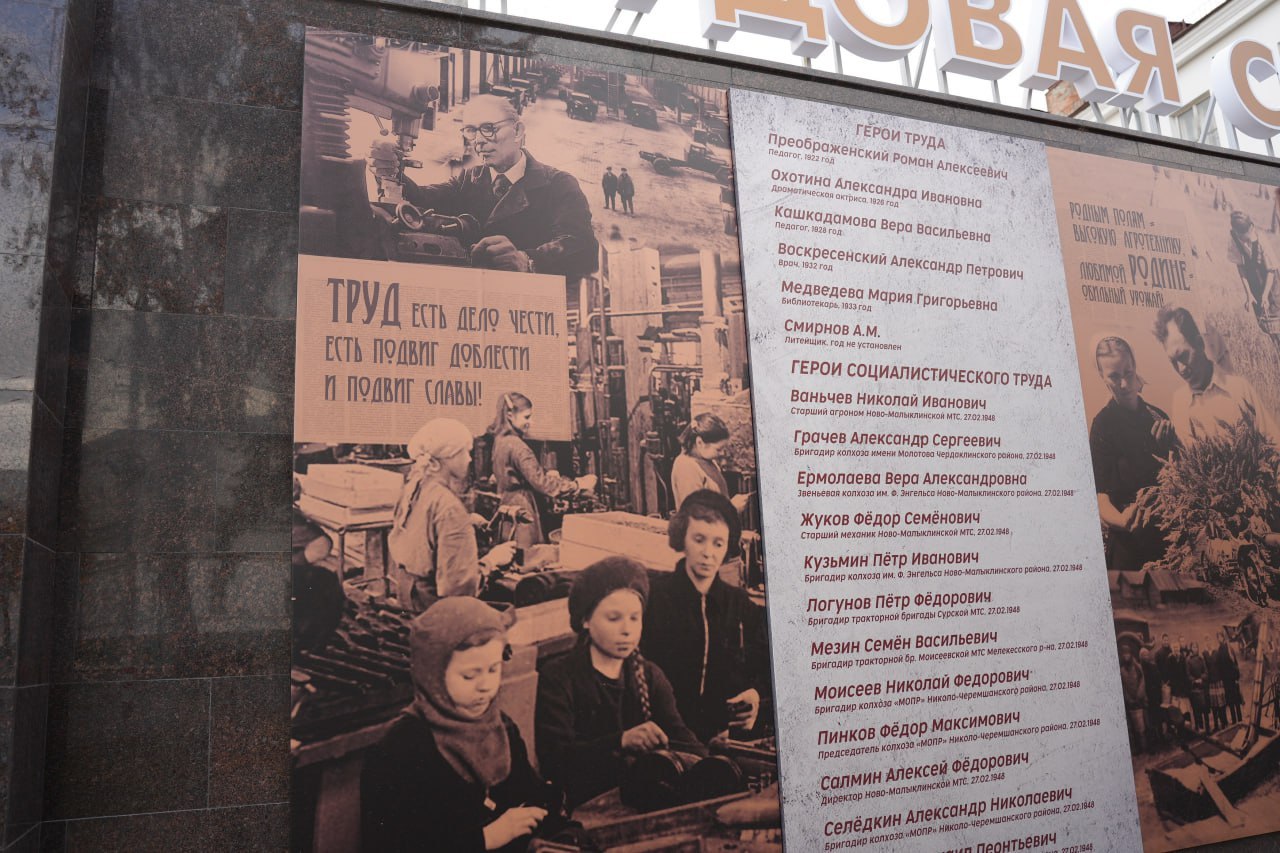 ДОВАЯ С
ТРУД ЕСТЬ ДЕЛО ЧЕСТИ,
ЕСТЬ ПОДВИГ ДОБЛЕСТИ
И ПОДВИГ СЛАВЫ!
ГЕРОИ ТРУДА
Преображенский Роман Алексеевич
Педагог, 1922 год
Охотина Александра Ивановна
Драматическая актриса, 1928 год
Кашкадамова Вера Васильевна
Педагог, 1928 год
Воскресенский Александр Петрович
Врач, 1932 год
Медведева Мария Григорьевна
Библиотекарь, 1933 год
Смирнов А.М.
Литейщик, год не установлен
ГЕРОИ СОЦИАЛИСТИЧЕСКОГО ТРУДА
Ваньчев Николай Иванович
Старший агроном Ново-Малыклинской МТС. 27.02.1948
Грачев Александр Сергеевич
Бригадир колхоза имени Молотова Чердаклинского района. 27.02.1948
Ермолаева Вера Александровна
Звеньевая колхоза им. Ф. Энгельса Ново-Малыклинского района. 27.02.1948
Жуков Фёдор Семёнович
Старший механик Ново-Малыклинской МТС. 27.02.1948
Кузьмин Пётр Иванович
Бригадир колхоза им. Ф. Энгельса Ново-Малыклинского района. 27.02.1948
Логунов Пётр Фёдорович
Бригадир тракторной бригады Сурской МТС. 27.02.1948
Мезин Семён Васильевич
Бригадир тракторной бр. Моисеевской МТС Мелекесского р-на. 27.02.1948
Моисеев Николай Федорович
Бригадир колхоза «МОПР» Николо-Черемшанского района. 27.02.1948
Пинков Фёдор Максимович
Председатель колхоза «МОПР» Николо-Черемшанского района. 27.02.1948
Салмин Алексей Фёдорович
Директор Ново-Малыклинской МТС. 27.02.1948
Селёдкин Александр Николаевич
Бригадир колхоза «МОПР» Николо-Черемшанского района. 27.02.1948
Леонтьевич
РОДНЫМ ПОЛЯМ =
ВЫСОКУЮ АГРОТЕХНИКУ
ЛЮБИМОЙ РОДИНЕ =
ОБИЛЬНЫЙ УРОЖАЙ!